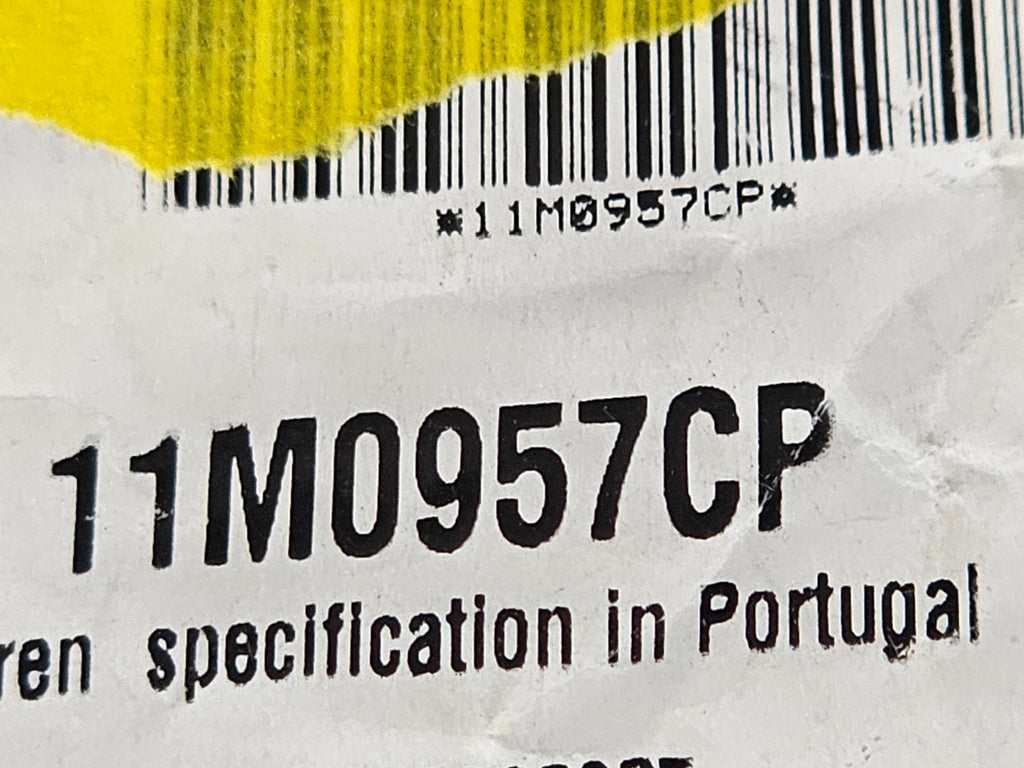 *11M0957CP*
11M0957CP
ren specification in Portugal